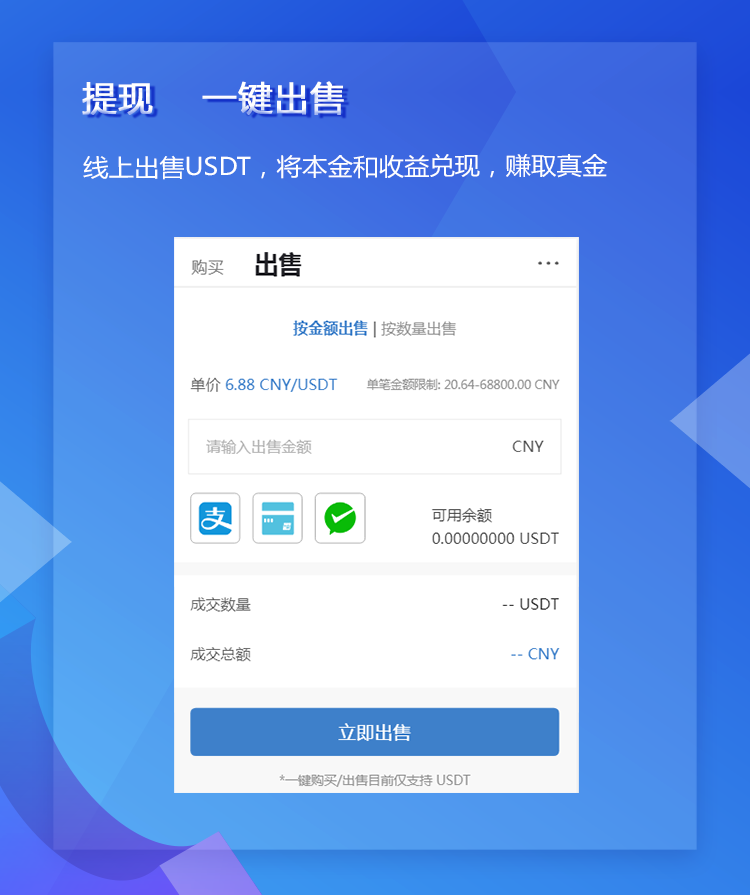 提现 一键出售
线上出售USDT，将本金和收益兑现，赚取真金
购买 出售 ···
按金额出售 | 按数量出售
单价 6.88 CNY/USDT 单笔金额限制: 20.64-68800.00 CNY
请输入出售金额 CNY
支
可用余额
0.00000000 USDT
成交数量 -- USDT
成交总额 -- CNY
立即出售
*一键购买/出售目前仅支持 USDT